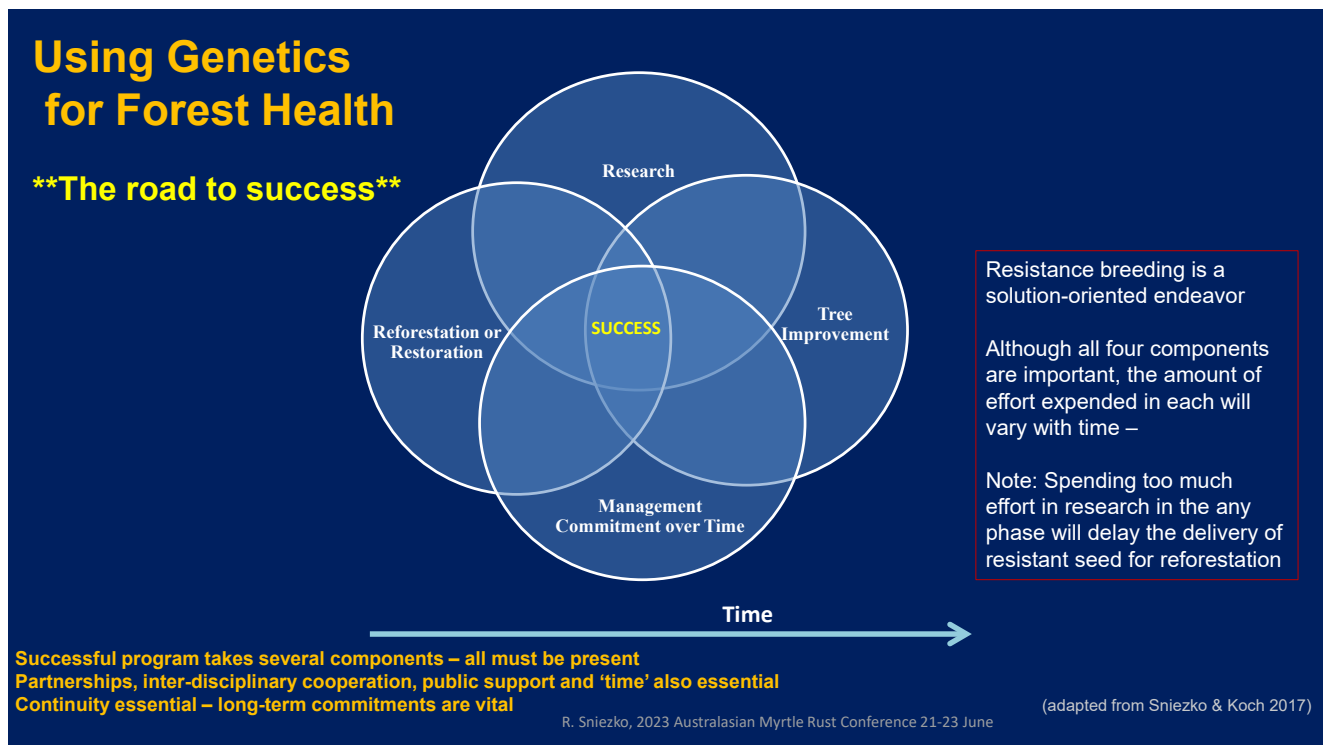 Using Genetics
for Forest Health
**The road to success**
Research
Reforestation or
Restoration
SUCCESS
Tree
Improvement
Management
Commitment over Time
Resistance breeding is a
solution-oriented endeavor
Although all four components
are important, the amount of
effort expended in each will
vary with time –
Note: Spending too much
effort in research in the any
phase will delay the delivery of
resistant seed for reforestation
Time
Successful program takes several components – all must be present
Partnerships, inter-disciplinary cooperation, public support and ‘time’ also essential
Continuity essential – long-term commitments are vital
(adapted from Sniezko & Koch 2017)
R. Sniezko, 2023 Australasian Myrtle Rust Conference 21-23 June